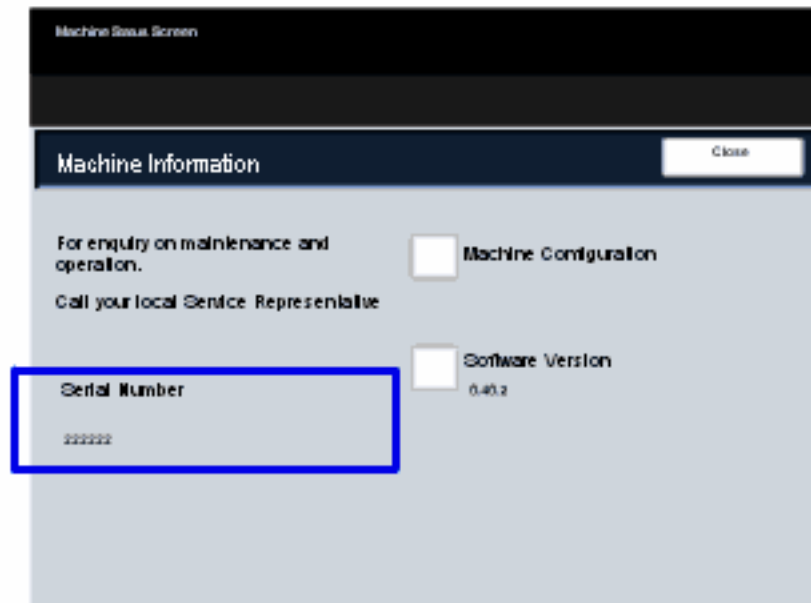 Machine Status Screen
Machine Information
Close
For enquiry on maintenance and
operation.
Call your local Service Representative
Machine Configuration
Software Version
Serial Number